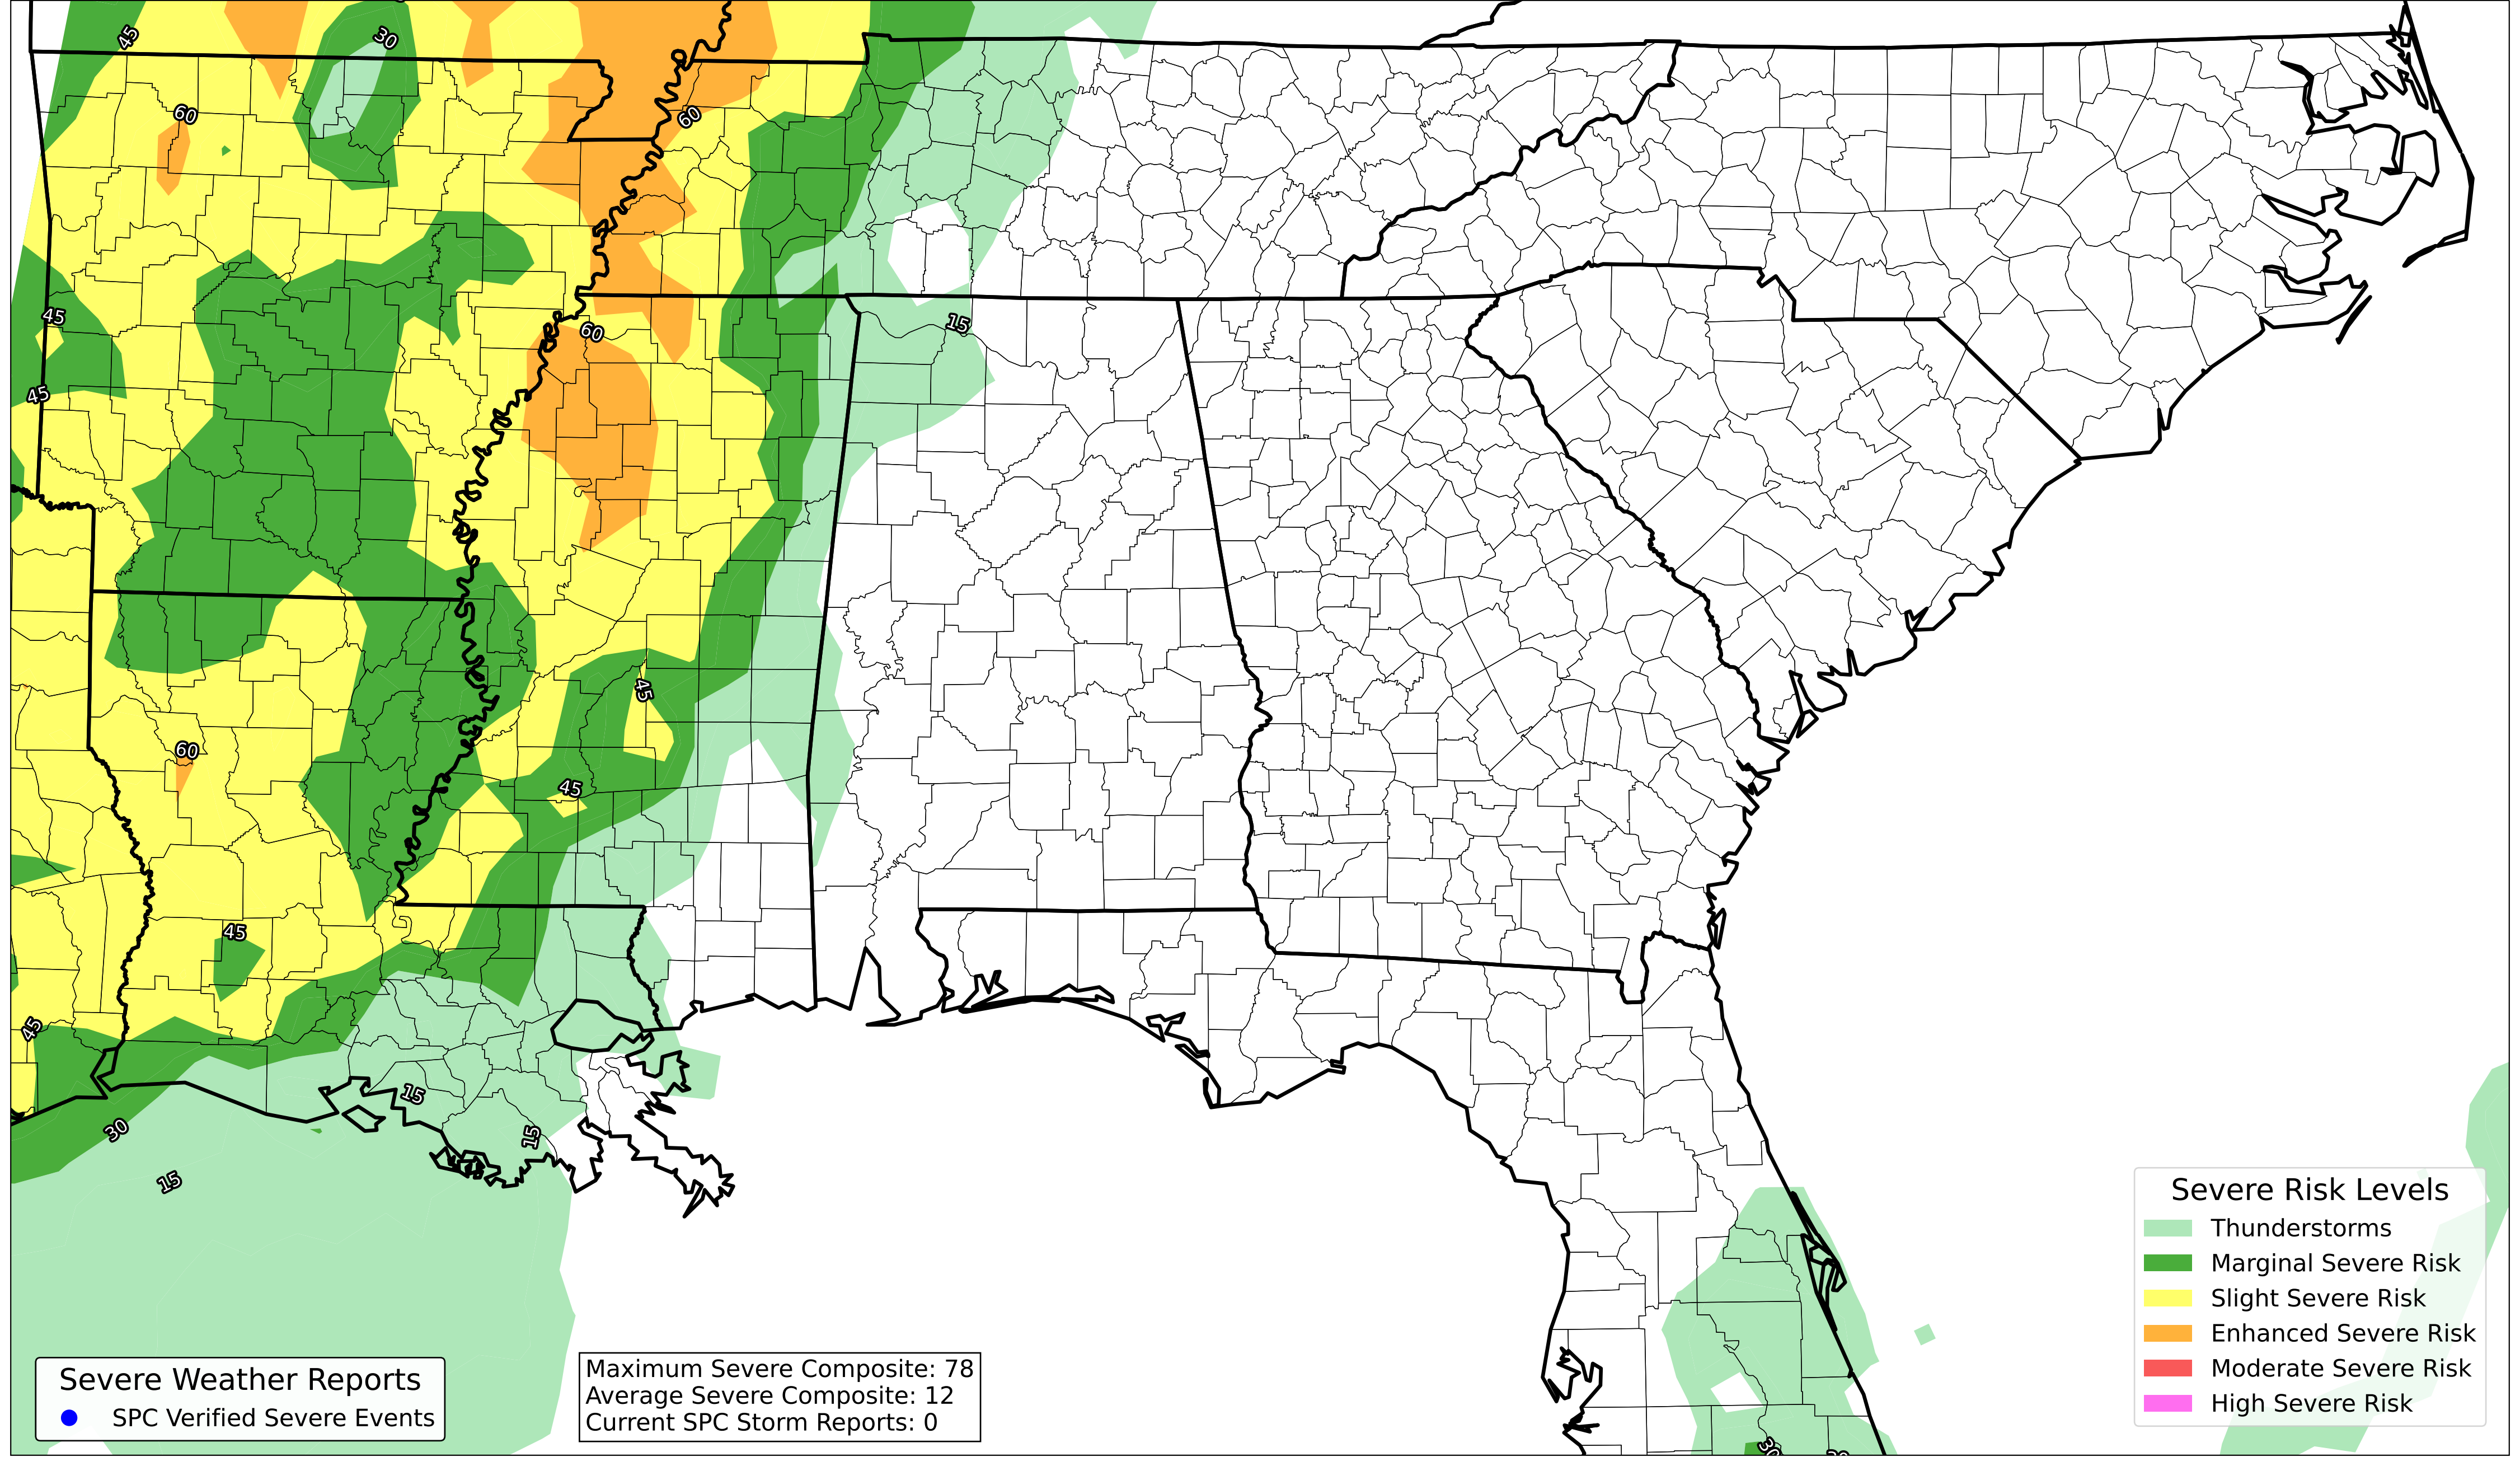 45
30
60
60
45
60
15
45
45
60
45
45
45
15
15
30
15
30
Severe Risk Levels
Thunderstorms
Marginal Severe Risk
Slight Severe Risk
Enhanced Severe Risk
Moderate Severe Risk
High Severe Risk
Severe Weather Reports
SPC Verified Severe Events
Maximum Severe Composite: 78
Average Severe Composite: 12
Current SPC Storm Reports: 0